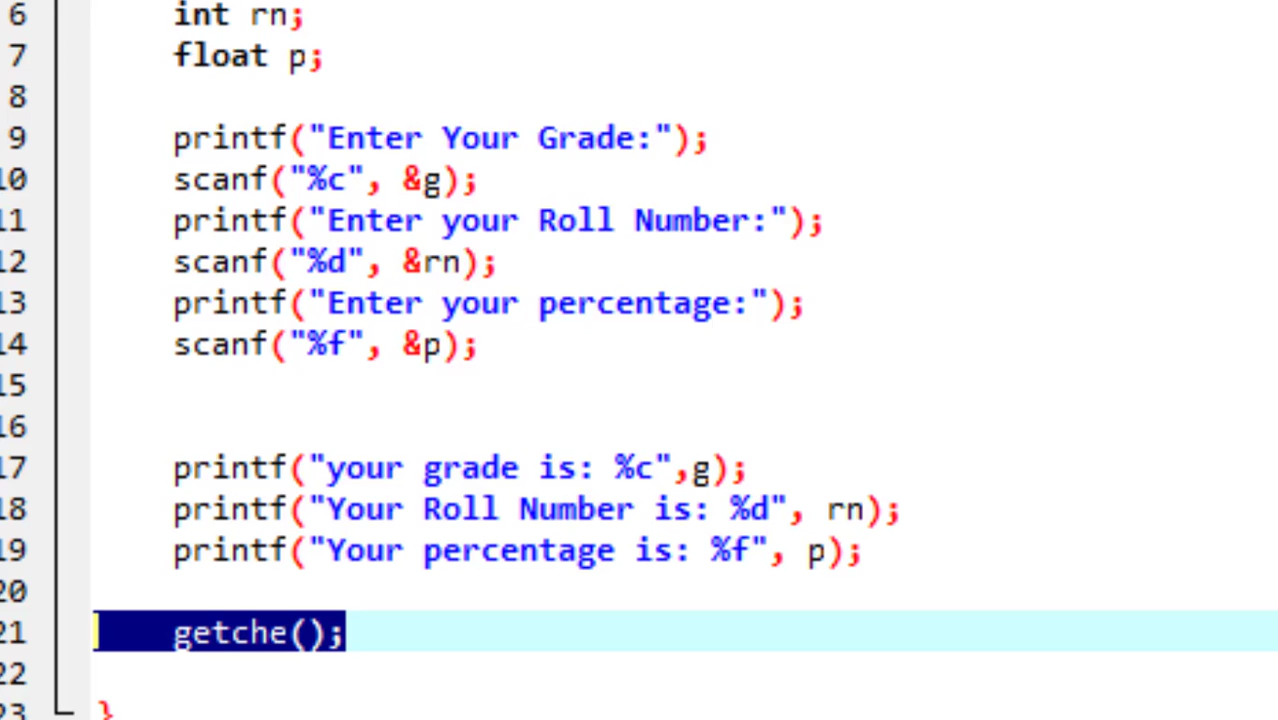 6 int rn;
7 float p;
8
9 printf("Enter Your Grade:");
10 scanf("%c", &g);
11 printf("Enter your Roll Number:");
12 scanf("%d", &rn);
13 printf("Enter your percentage:");
14 scanf("%f", &p);
15
16
17 printf("your grade is: %c",g);
18 printf("Your Roll Number is: %d", rn);
19 printf("Your percentage is: %f", p);
20
21 getche();
22
23 }